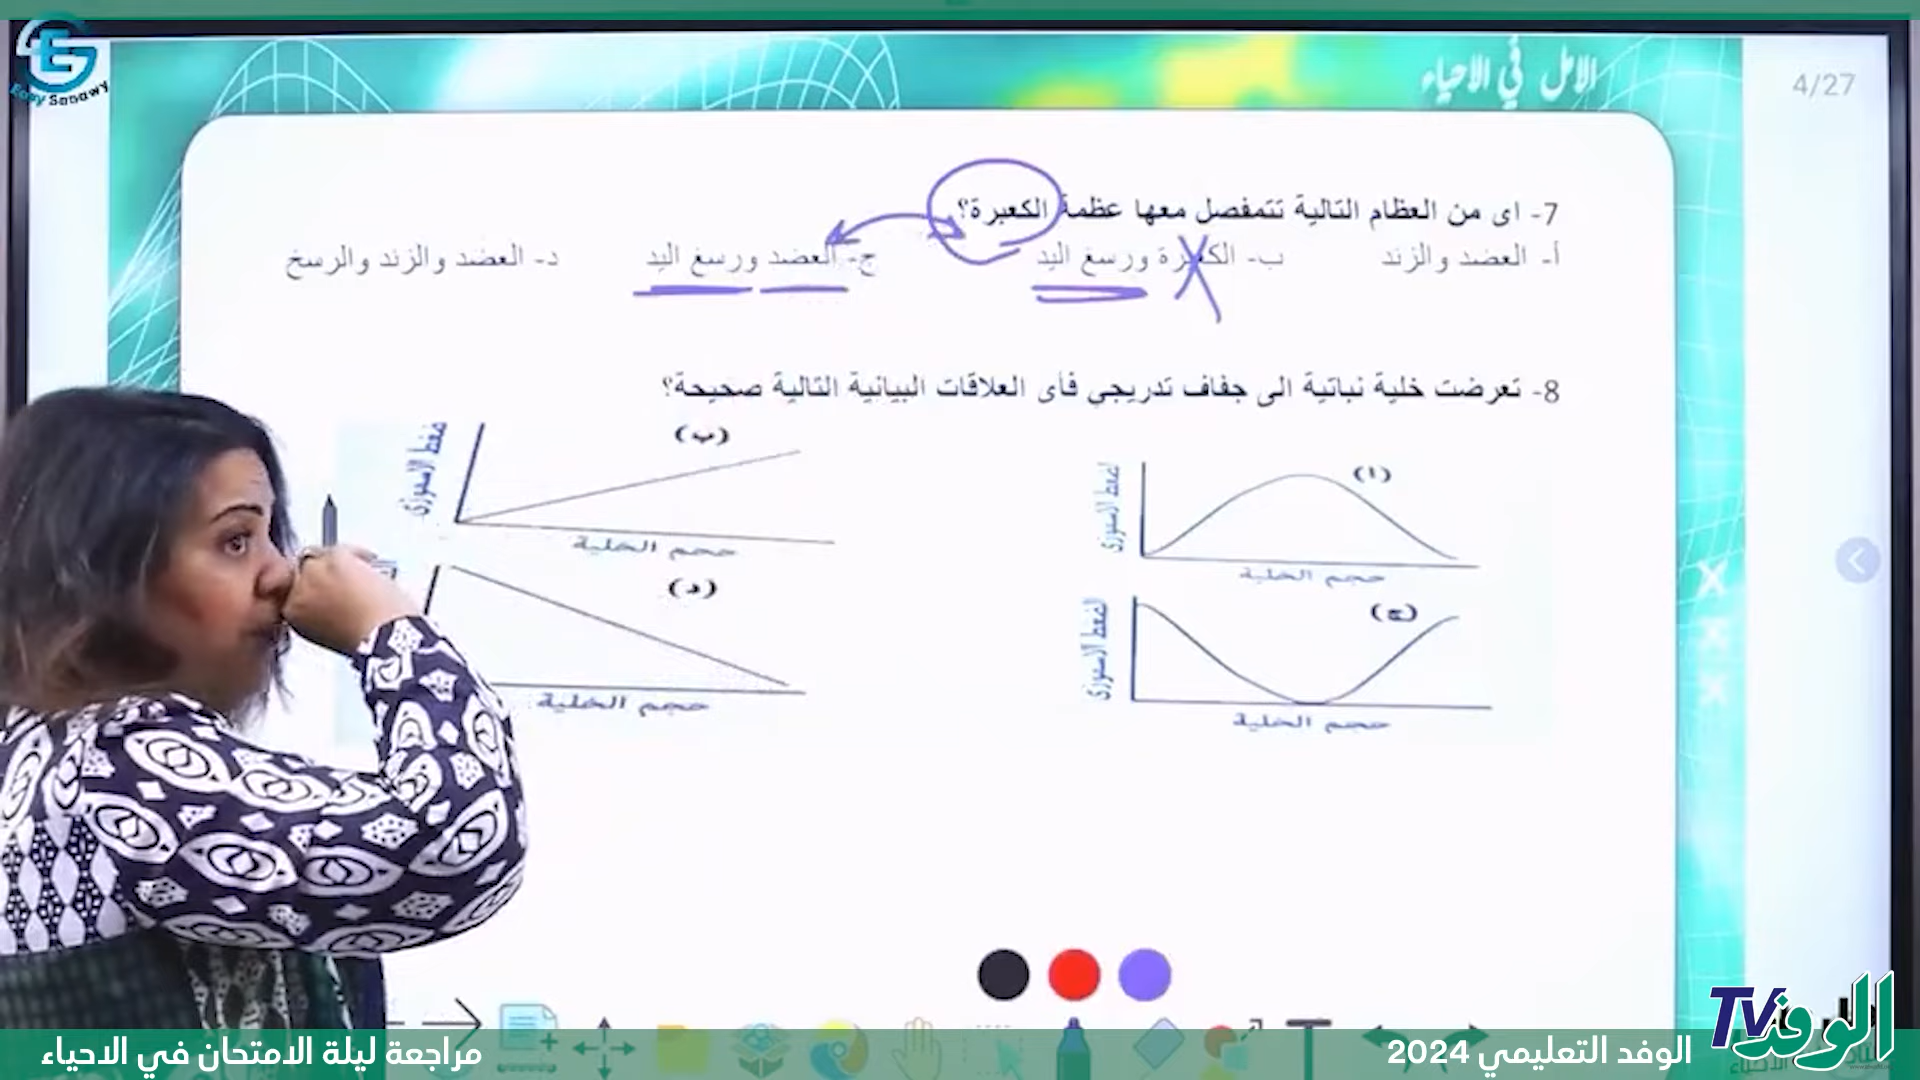 Easy Sanawy
الامل في الاحياء
4/27
7- اى من العظام التالية تتمفصل معها عظمة الكعبرة؟
أ- العضد والزند
ب- الكعبرة ورسغ اليد
ج- العضد ورسغ اليد
د- العضد والزند والرسخ
8- تعرضت خلية نباتية الى جفاف تدريجي فأى العلاقات البيانية التالية صحيحة؟
(ا)
الضغط الاسموزى
حجم الخلية
(ب)
ضغط الاسموزى
حجم الخلية
(ج)
الضغط الاسموزى
حجم الخلية
(د)
حجم الخلية
الوفد TV
الوفد التعليمي 2024
مراجعة ليلة الامتحان في الاحياء